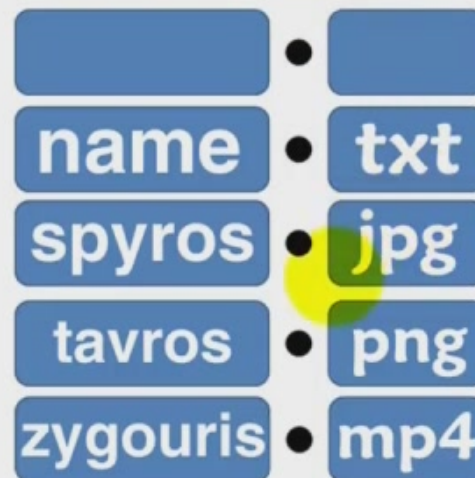 name • txt
spyros • jpg
tavros • png
zygouris • mp4